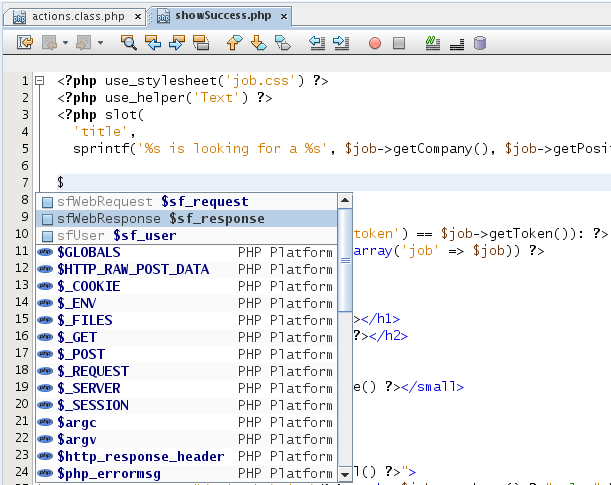 actions.class.php × showSuccess.php ×
1 <?php use_stylesheet('job.css') ?>
2 <?php use_helper('Text') ?>
3 <?php slot(
4 'title',
5 sprintf('%s is looking for a %s', $job->getCompany(), $job->getPosit
6
7 $
8 sfWebRequest $sf_request
9 sfWebResponse $sf_response
10 sfUser $sf_user token') == $job->getToken()): ?>
11 $GLOBALS PHP Platform array('job' => $job)) ?>
12 $HTTP_RAW_POST_DATA PHP Platform
13 $_COOKIE PHP Platform
14 $_ENV PHP Platform
15 $_FILES PHP Platform ></h1>
16 $_GET PHP Platform ?></h2>
17 $_POST PHP Platform
18 $_REQUEST PHP Platform
19 $_SERVER PHP Platform e() ?></small>
20 $_SESSION PHP Platform
21 $argc PHP Platform
22 $argv PHP Platform
23 $http_response_header PHP Platform
24 $php_errormsg PHP Platform l() ?>">